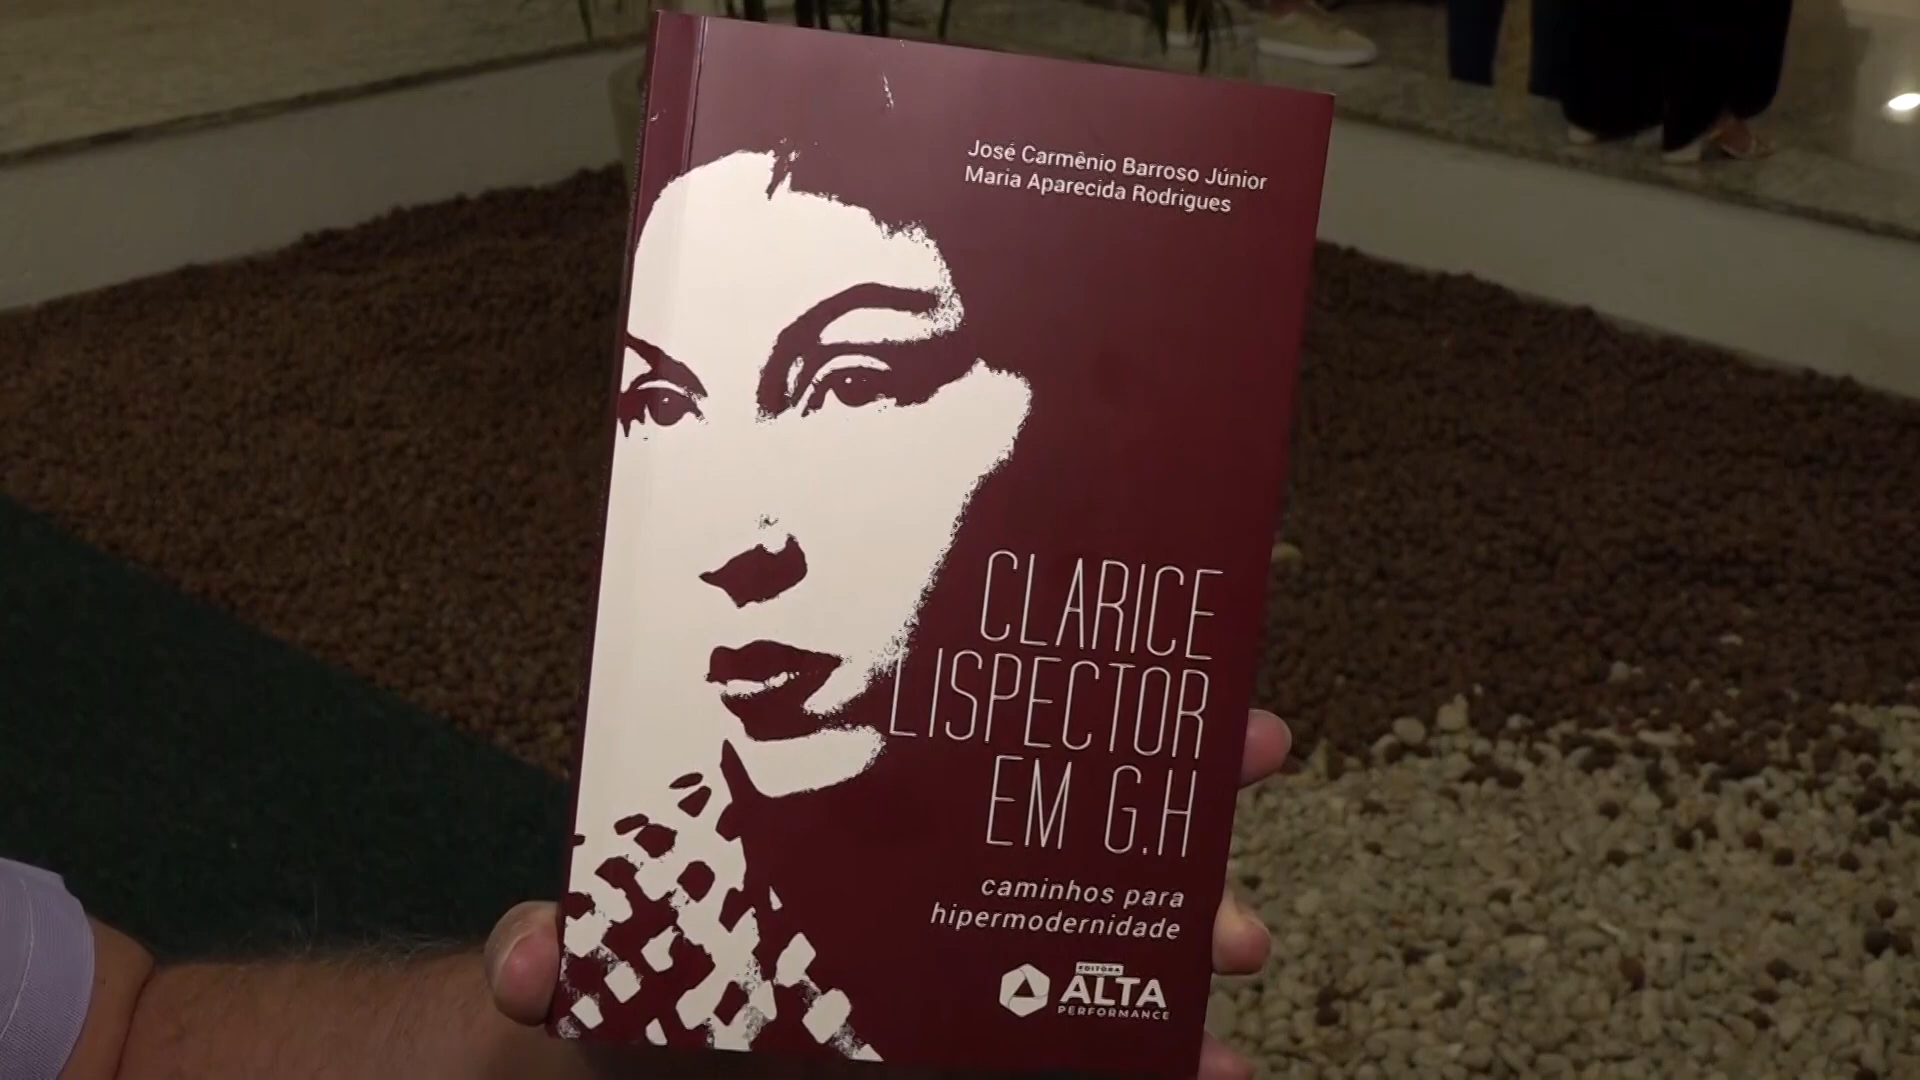 José Carmênio Barroso Júnior
Maria Aparecida Rodrigues
CLARICE
LISPECTOR
EM G.H
caminhos para
hipermodernidade
EDITORA
ALTA
PERFORMANCE